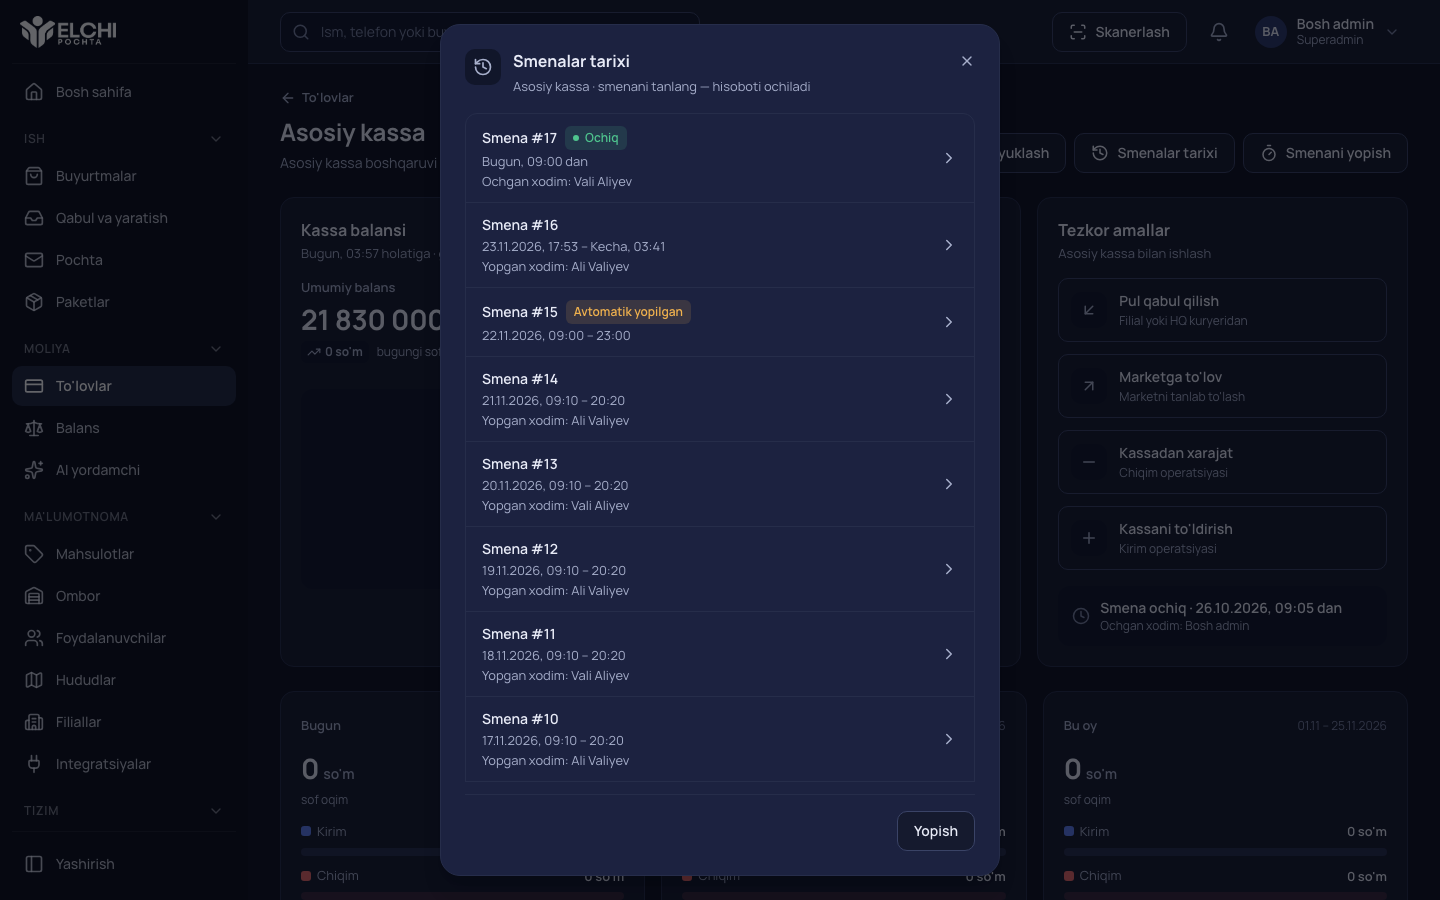 ELCHI
POCHTA
Bosh sahifa
ISH
Buyurtmalar
Qabul va yaratish
Pochta
Paketlar
MOLIYA
To'lovlar
Balans
AI yordamchi
MA'LUMOTNOMA
Mahsulotlar
Ombor
Foydalanuvchilar
Hududlar
Filiallar
Integratsiyalar
TIZIM
Yashirish
Ism, telefon yoki bu
Skanerlash
BA
Bosh admin
Superadmin
To'lovlar
Asosiy kassa
Asosiy kassa boshqaruvi
yuklash
Smenalar tarixi
Smenani yopish
Kassa balansi
Bugun, 03:57 holatiga ·
Umumiy balans
21 830 000
0 so'm bugungi sof
Tezkor amallar
Asosiy kassa bilan ishlash
Pul qabul qilish
Filial yoki HQ kuryeridan
Marketga to'lov
Marketni tanlab to'lash
Kassadan xarajat
Chiqim operatsiyasi
Kassani to'ldirish
Kirim operatsiyasi
Smena ochiq · 26.10.2026, 09:05 dan
Ochgan xodim: Bosh admin
Bugun
0 so'm
sof oqim
Kirim
Chiqim
0 so'm
Chiqim
0 so'm
Bu oy
01.11 – 25.11.2026
0 so'm
sof oqim
Kirim
0 so'm
Chiqim
0 so'm
Smenalar tarixi
Asosiy kassa · smenani tanlang — hisoboti ochiladi
Smena #17 Ochiq
Bugun, 09:00 dan
Ochgan xodim: Vali Aliyev
Smena #16
23.11.2026, 17:53 – Kecha, 03:41
Yopgan xodim: Ali Valiyev
Smena #15 Avtomatik yopilgan
22.11.2026, 09:00 – 23:00
Smena #14
21.11.2026, 09:10 – 20:20
Yopgan xodim: Ali Valiyev
Smena #13
20.11.2026, 09:10 – 20:20
Yopgan xodim: Vali Aliyev
Smena #12
19.11.2026, 09:10 – 20:20
Yopgan xodim: Ali Valiyev
Smena #11
18.11.2026, 09:10 – 20:20
Yopgan xodim: Vali Aliyev
Smena #10
17.11.2026, 09:10 – 20:20
Yopgan xodim: Ali Valiyev
Yopish